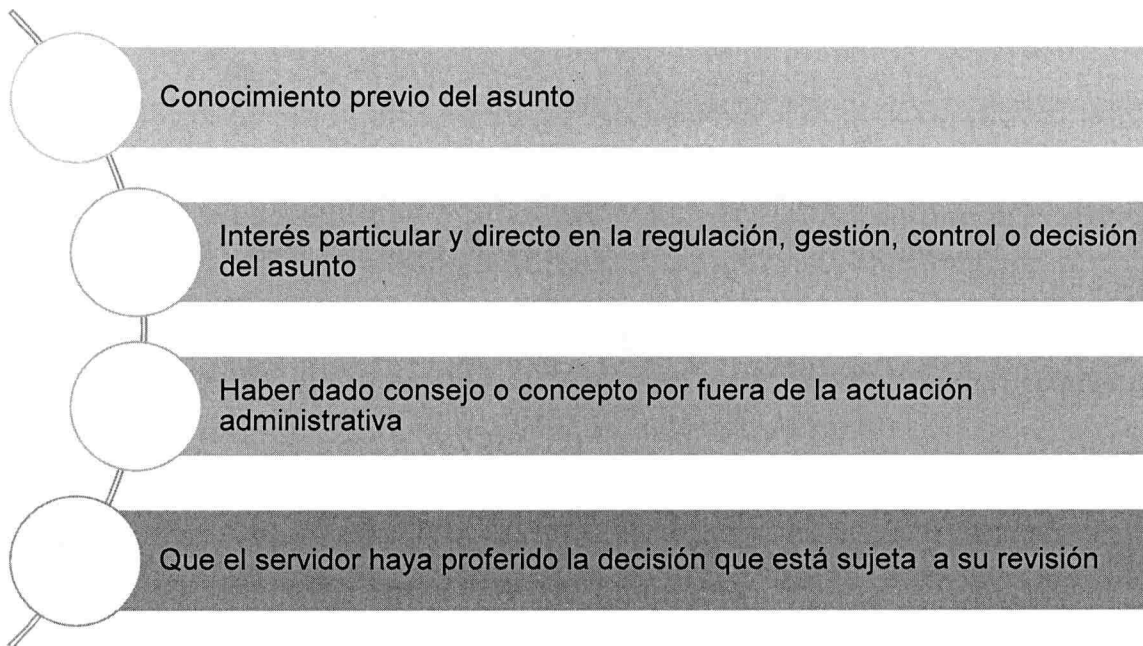 Conocimiento previo del asunto
Interés particular y directo en la regulación, gestión, control o decisión
del asunto
Haber dado consejo o concepto por fuera de la actuación
administrativa
Que el servidor haya proferido la decisión que está sujeta a su revisión